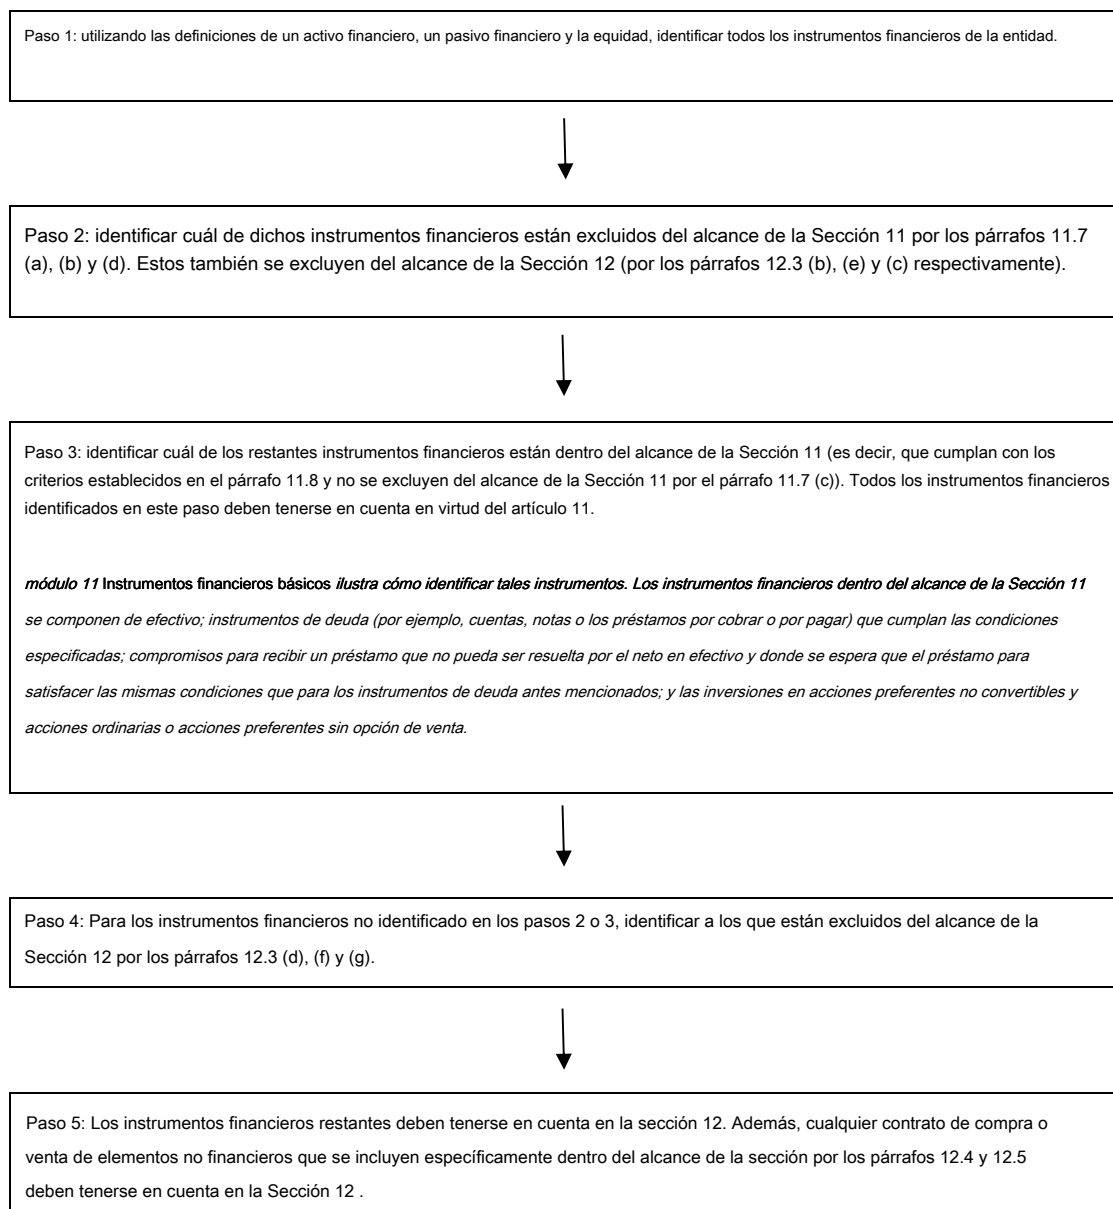 Paso 1: utilizando las definiciones de un activo financiero, un pasivo financiero y la equidad, identificar todos los instrumentos financieros de la entidad.
Paso 2: identificar cuál de dichos instrumentos financieros están excluidos del alcance de la Sección 11 por los párrafos 11.7
(a), (b) y (d). Estos también se excluyen del alcance de la Sección 12 (por los párrafos 12.3 (b), (e) y (c) respectivamente).
Paso 3: identificar cuál de los restantes instrumentos financieros están dentro del alcance de la Sección 11 (es decir, que cumplan con los
criterios establecidos en el párrafo 11.8 y no se excluyen del alcance de la Sección 11 por el párrafo 11.7 (c)). Todos los instrumentos financieros
identificados en este paso deben tenerse en cuenta en virtud del artículo 11.
módulo 11 Instrumentos financieros básicos ilustra cómo identificar tales instrumentos. Los instrumentos financieros dentro del alcance de la Sección 11
se componen de efectivo; instrumentos de deuda (por ejemplo, cuentas, notas o los préstamos por cobrar o por pagar) que cumplan las condiciones
especificadas; compromisos para recibir un préstamo que no pueda ser resuelta por el neto en efectivo y donde se espera que el préstamo para
satisfacer las mismas condiciones que para los instrumentos de deuda antes mencionados; y las inversiones en acciones preferentes no convertibles y
acciones ordinarias o acciones preferentes sin opción de venta.
Paso 4: Para los instrumentos financieros no identificado en los pasos 2 o 3, identificar a los que están excluidos del alcance de la
Sección 12 por los párrafos 12.3 (d), (f) y (g).
Paso 5: Los instrumentos financieros restantes deben tenerse en cuenta en la sección 12. Además, cualquier contrato de compra o
venta de elementos no financieros que se incluyen específicamente dentro del alcance de la sección por los párrafos 12.4 y 12.5
deben tenerse en cuenta en la Sección 12 .